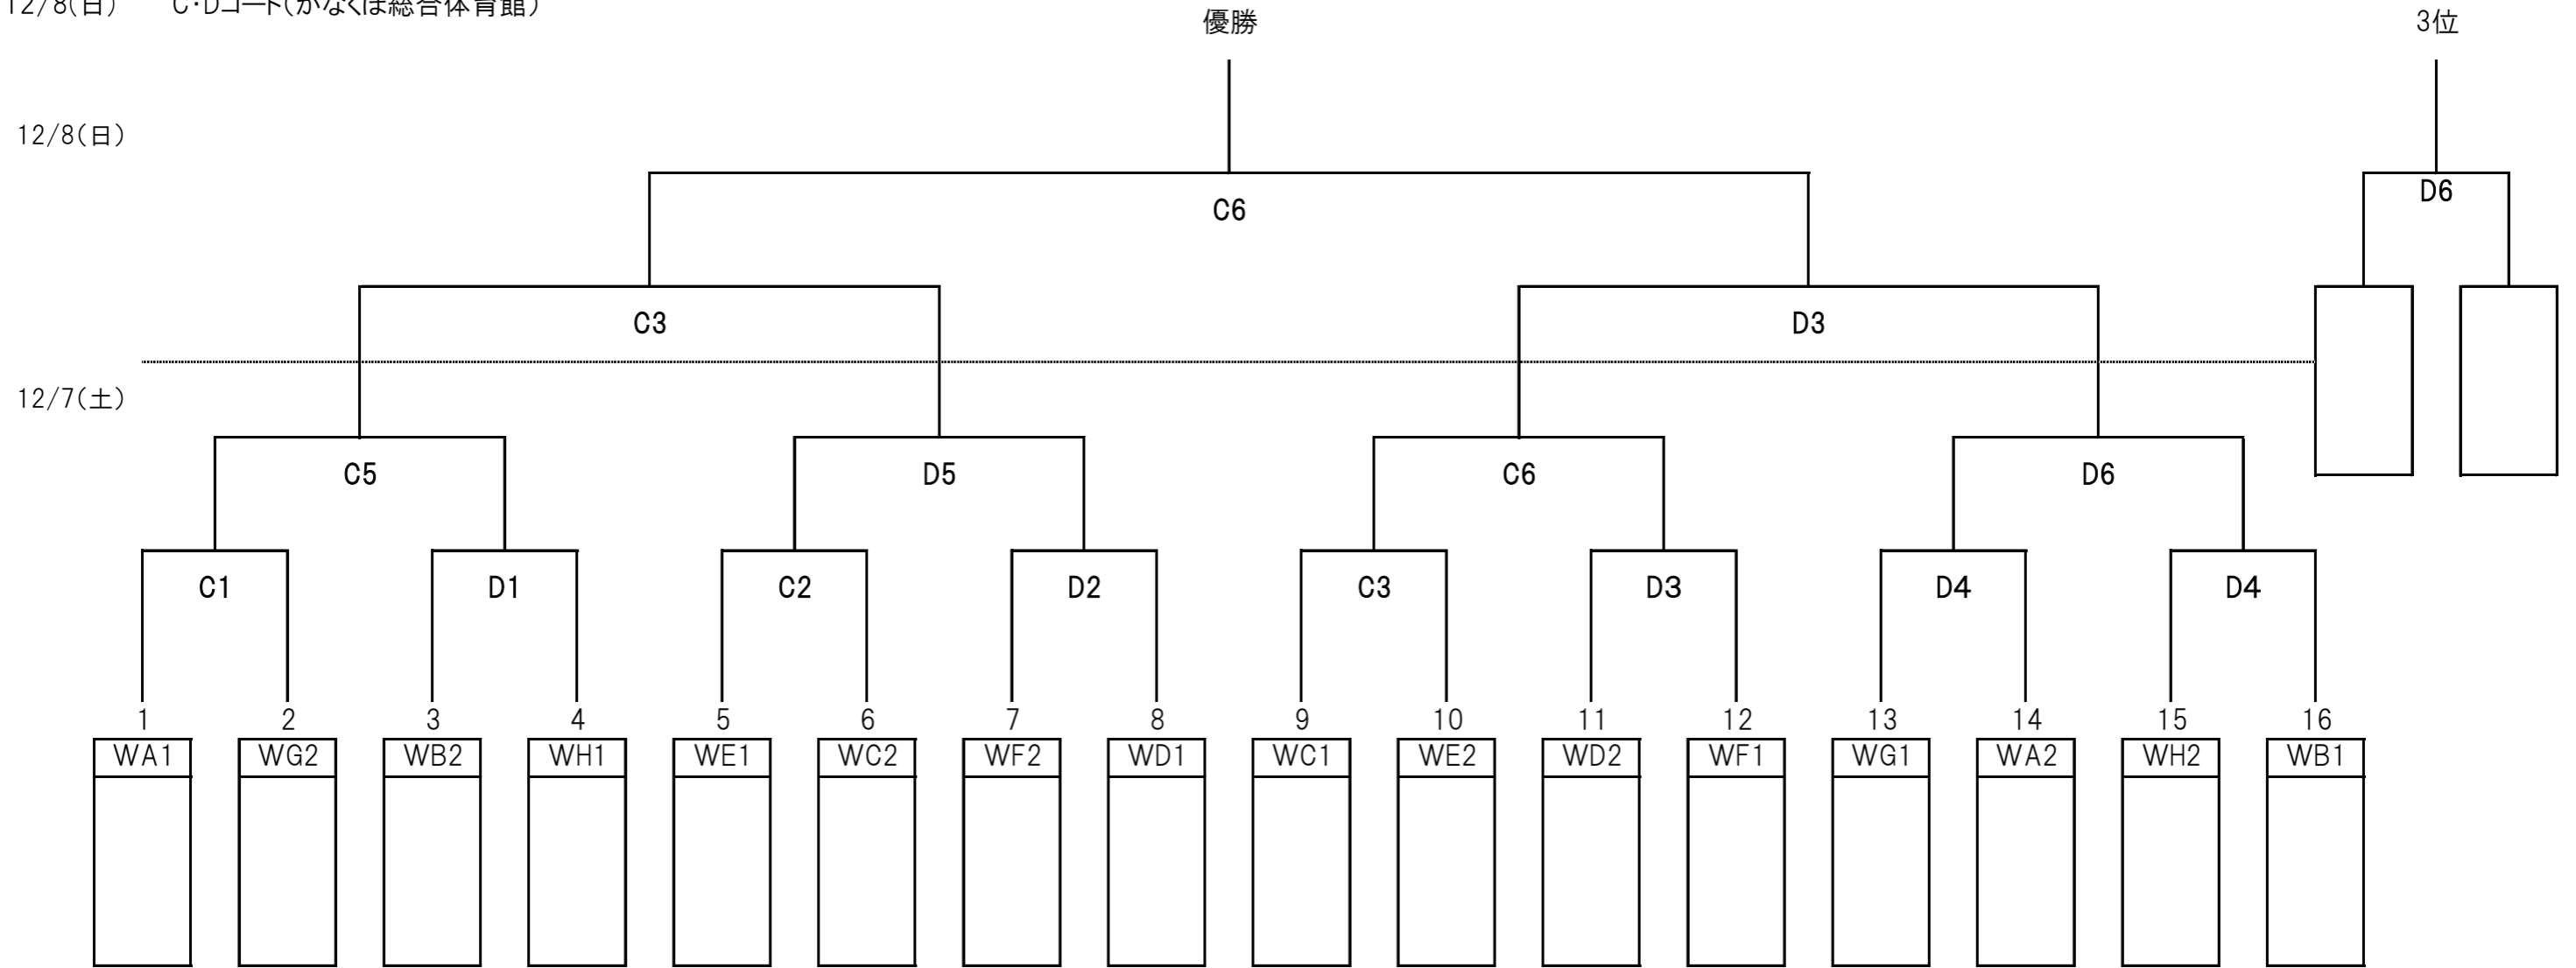 12/8(日) C・Dコート(かなくぼ総合体育館)
優勝 3位
12/8(日)
D6
C6
C3 D3
12/7(土)
C5 D5 C6 D6
C1 D1 C2 D2 C3 D3 D4 D4
1 2 3 4 5 6 7 8 9 10 11 12 13 14 15 16
WA1 WG2 WB2 WH1 WE1 WC2 WF2 WD1 WC1 WE2 WD2 WF1 WG1 WA2 WH2 WB1